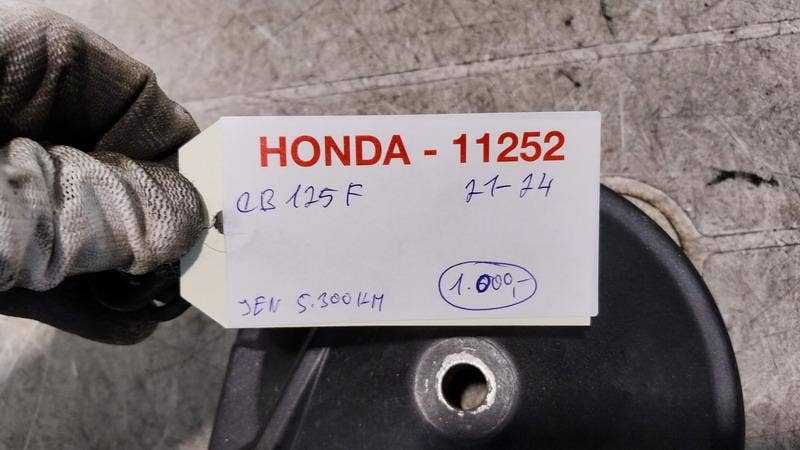 HONDA - 11252
CB 125 F 21-24
JEN 5.300 KM
1.000,-